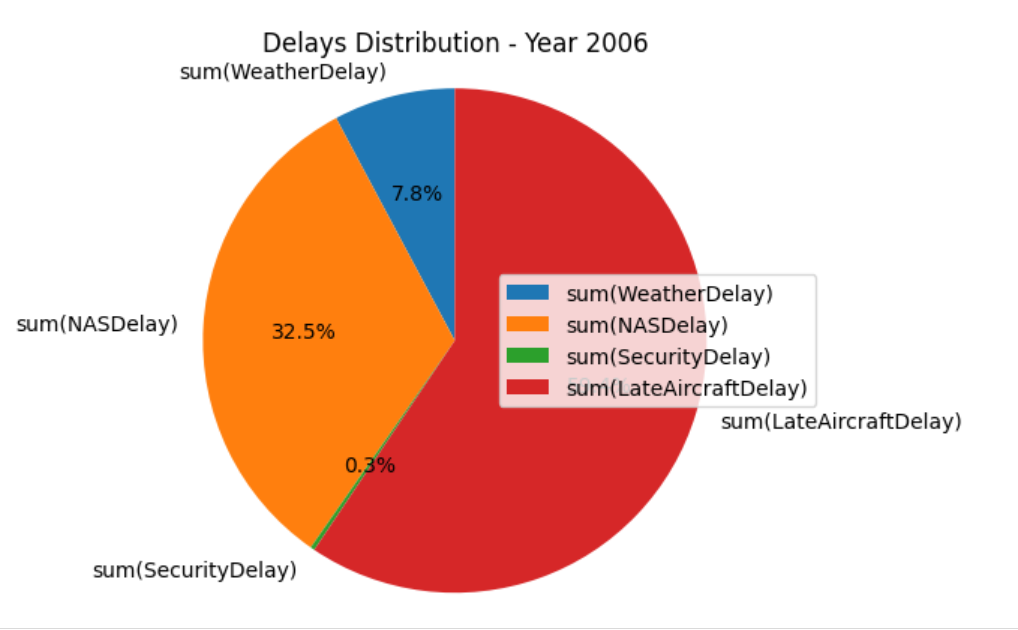 Delays Distribution - Year 2006
sum(WeatherDelay)
7.8%
sum(NASDelay)
32.5%
sum(WeatherDelay)
sum(NASDelay)
sum(SecurityDelay)
sum(LateAircraftDelay)
sum(LateAircraftDelay)
0.3%
sum(SecurityDelay)